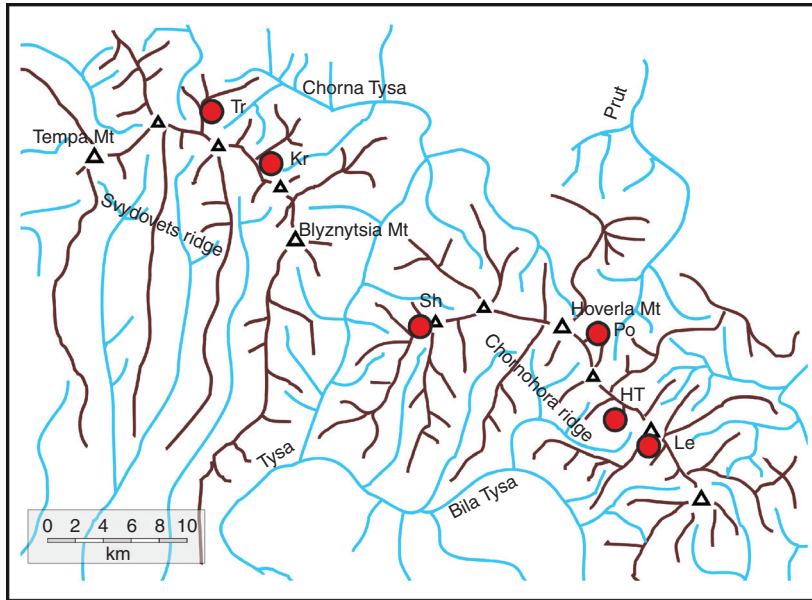 Chorna Tysa
Prut
Tr
Tempa Mt
Kr
Svydovets ridge
Blyznytsia Mt
Sh
Hoverla Mt
Po
Chornohora ridge
HT
Le
Tysa
Bila Tysa
0 2 4 6 8 10
km